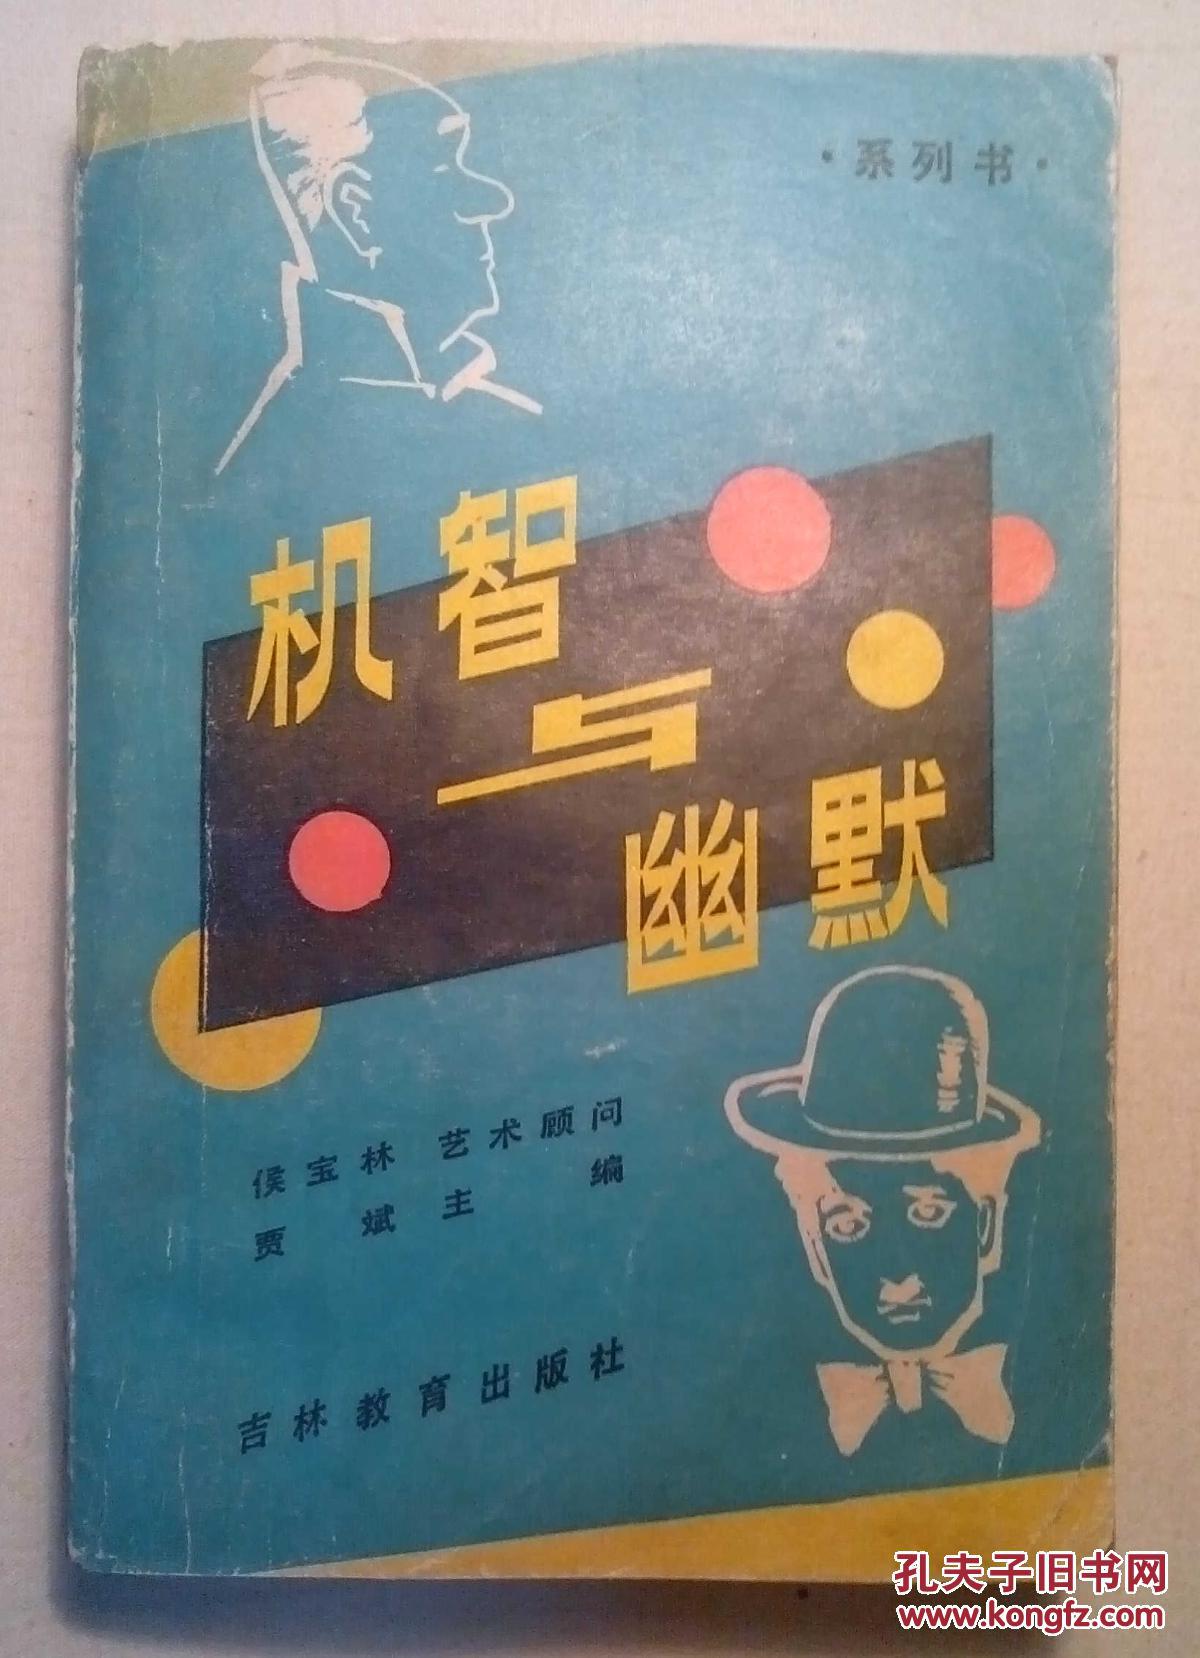 ·系列书·
机智
与
幽默
侯宝林 艺术顾问
贾斌主编
吉林教育出版社
孔夫子旧书网
www.kongfz.com